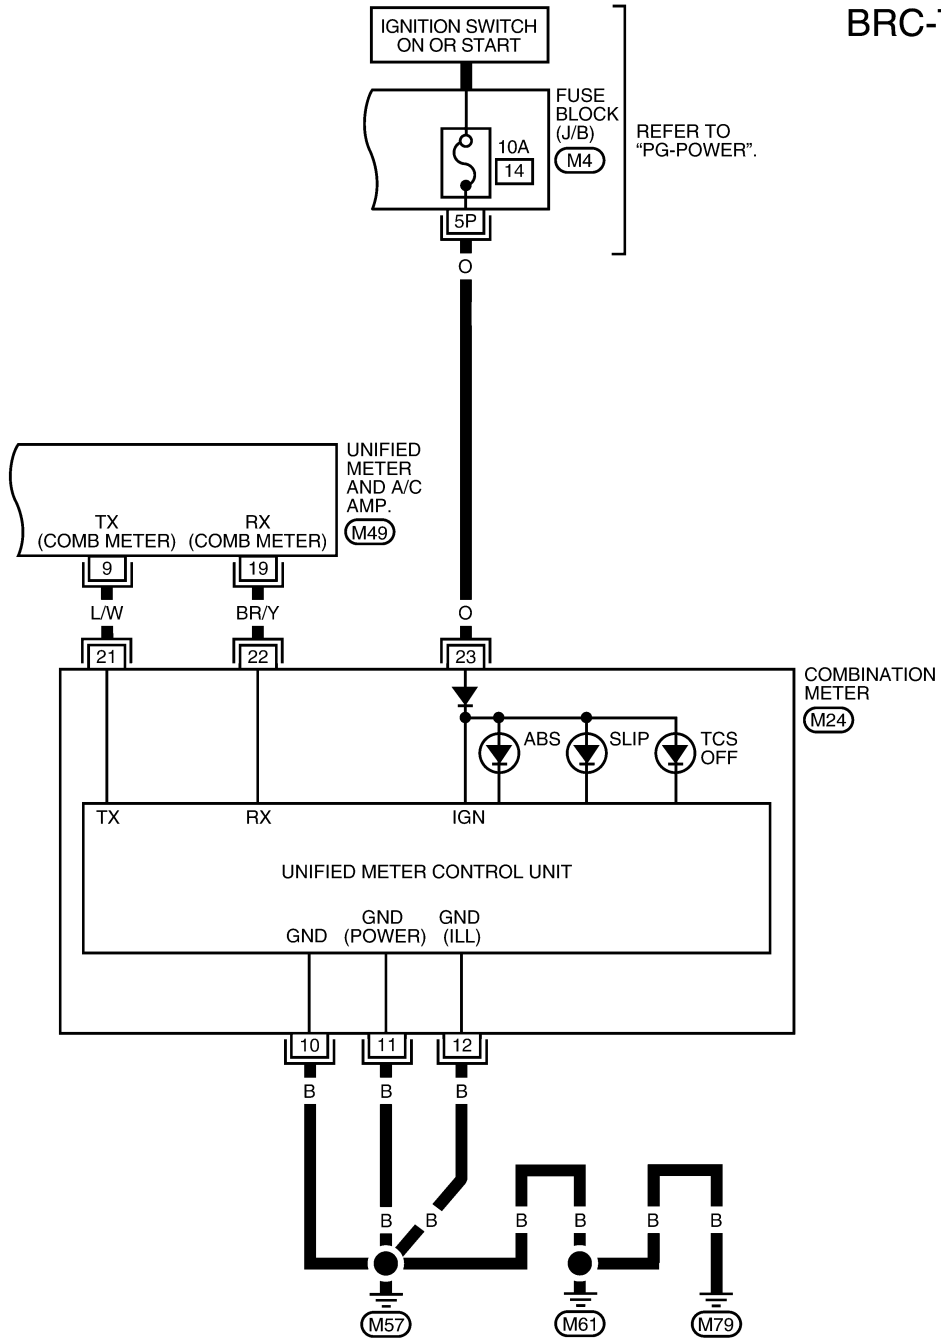 BRC-
IGNITION SWITCH
ON OR START
FUSE
BLOCK
(J/B)
M4
REFER TO
“PG-POWER”.
10A
14
5P
O
UNIFIED
METER
AND A/C
AMP.
M49
TX
(COMB METER)
RX
(COMB METER)
9
19
L/W
BR/Y
O
21
22
23
COMBINATION
METER
M24
ABS
SLIP
TCS
OFF
TX
RX
IGN
UNIFIED METER CONTROL UNIT
GND
GND
(POWER)
GND
(ILL)
10
11
12
B
B
B
B
B
B
B
B
B
M57
M61
M79